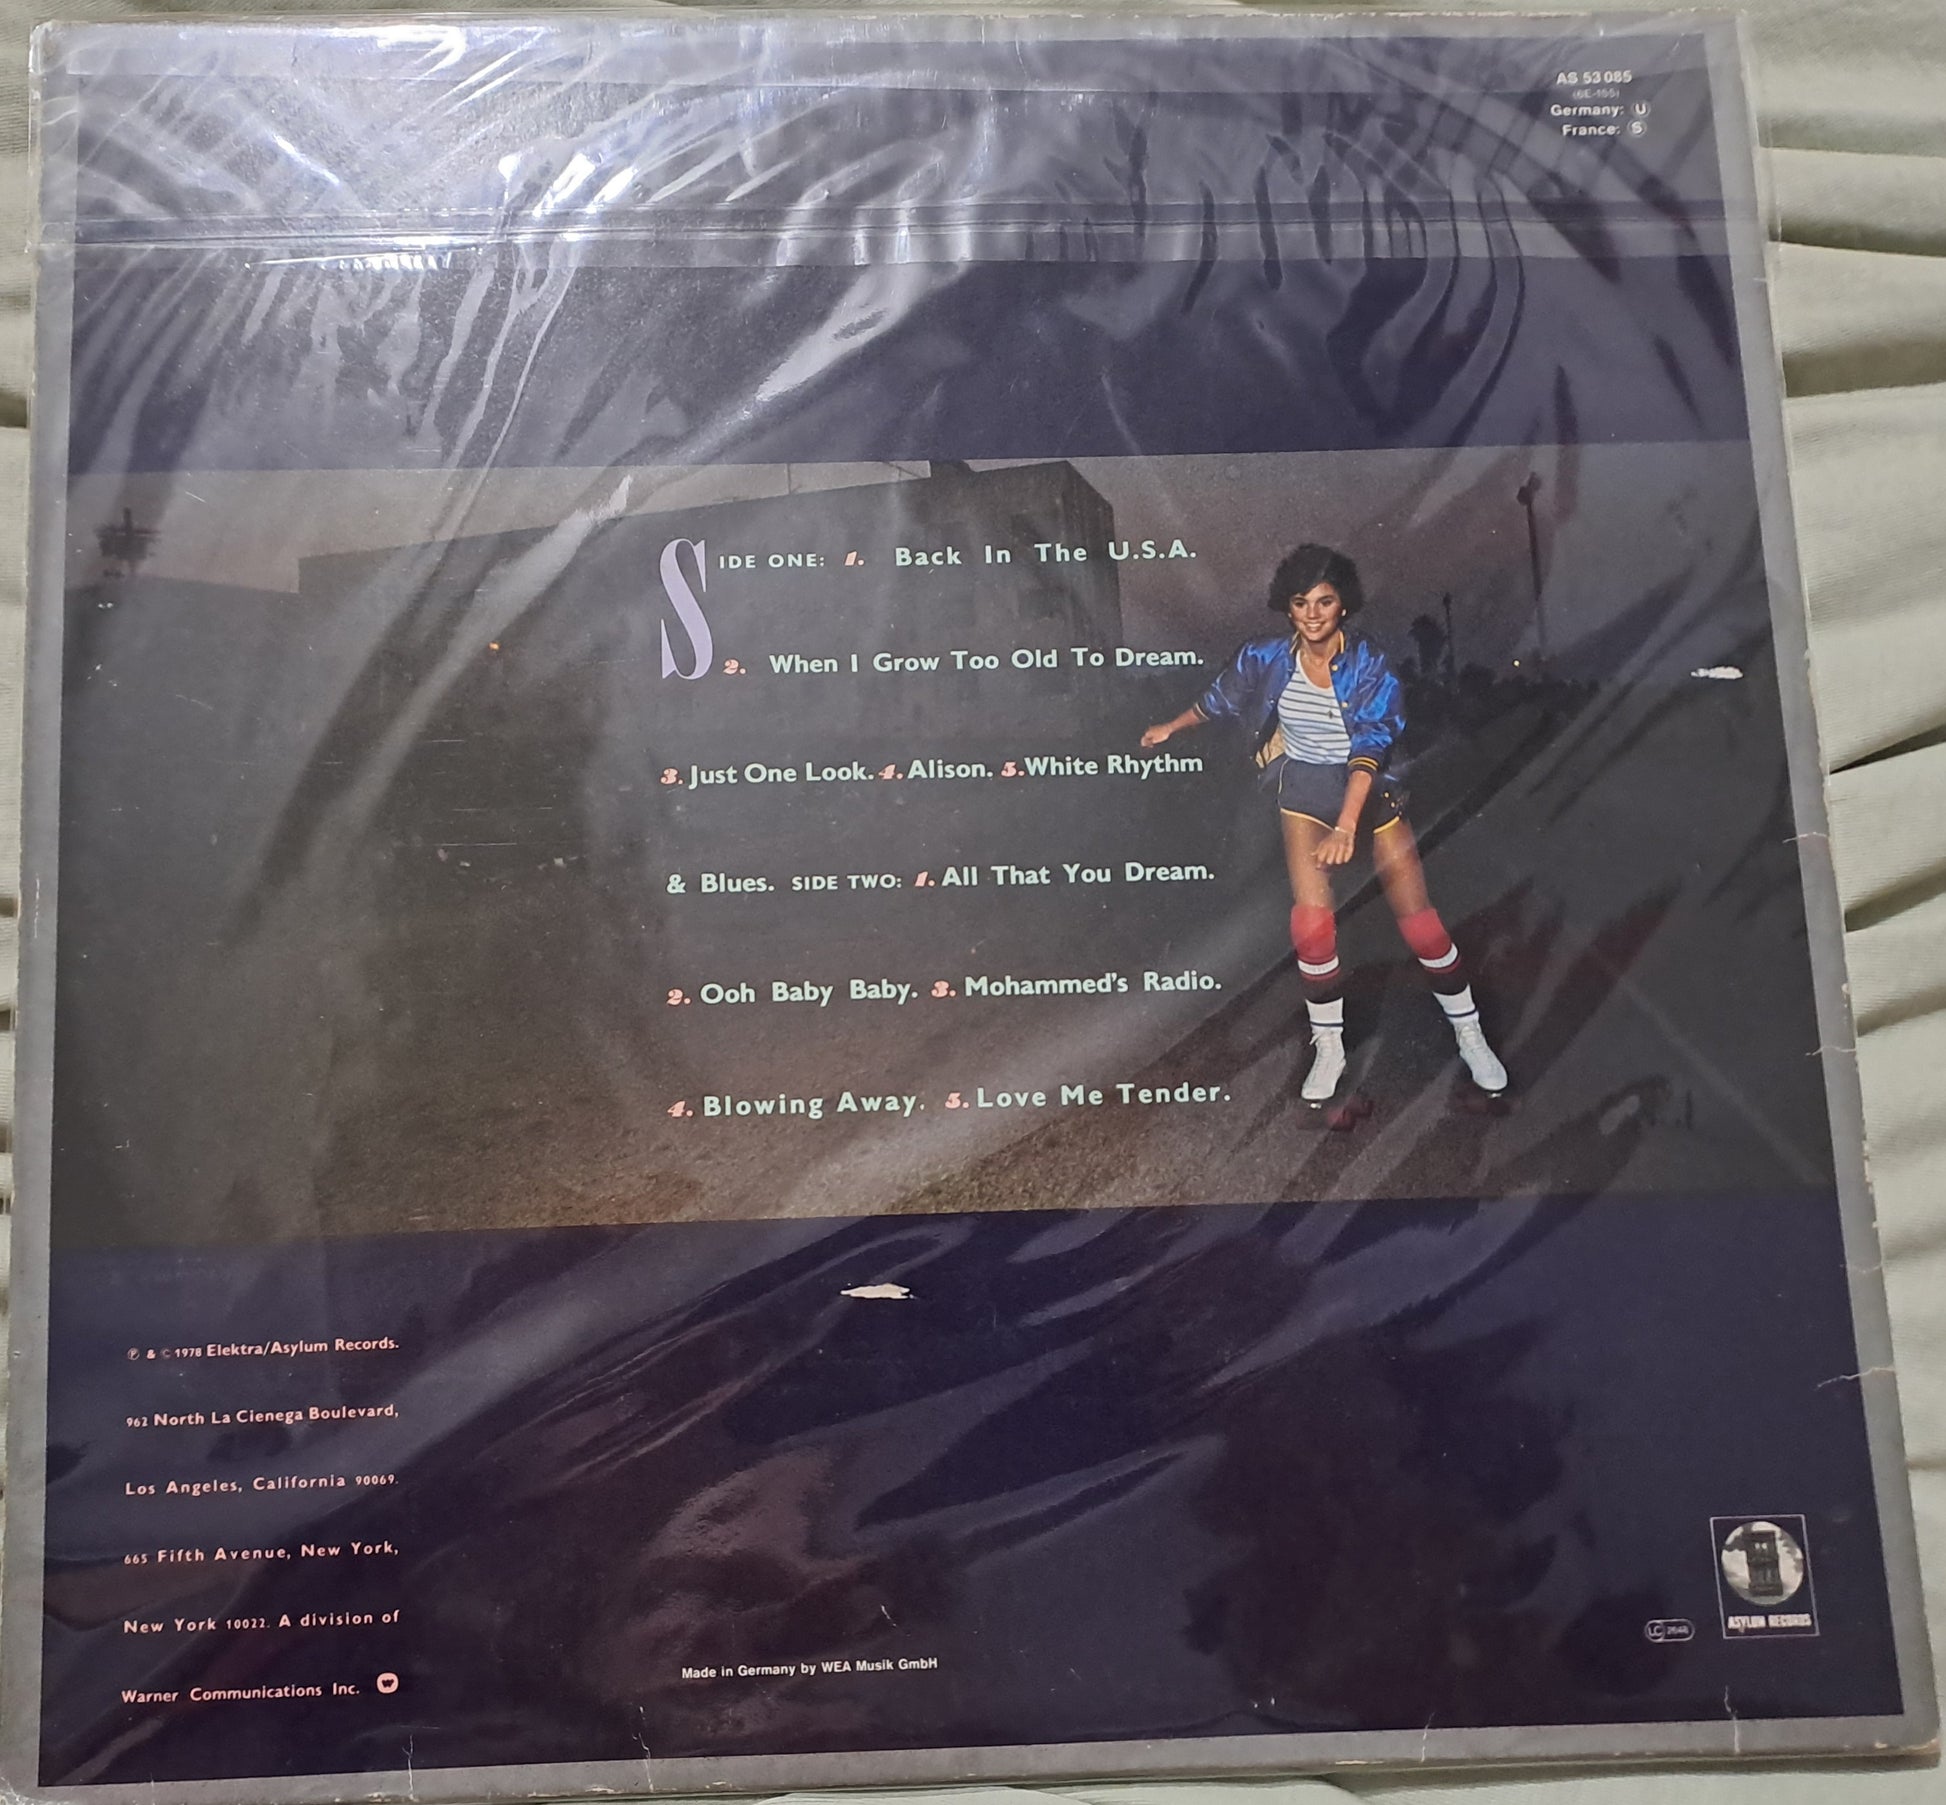 AS 53 085
(6E-155)
Germany: U
France: S
SIDE ONE: 1. Back In The U.S.A.
2. When I Grow Too Old To Dream.
3. Just One Look. 4. Alison. 5. White Rhythm
& Blues. SIDE TWO: 1. All That You Dream.
2. Ooh Baby Baby. 3. Mohammed's Radio.
4. Blowing Away. 5. Love Me Tender.
℗ & © 1978 Elektra/Asylum Records.
962 North La Cienega Boulevard,
Los Angeles, California 90069.
665 Fifth Avenue, New York,
New York 10022. A division of
Warner Communications Inc.
Made in Germany by WEA Musik GmbH
LC
ASYLUM RECORDS